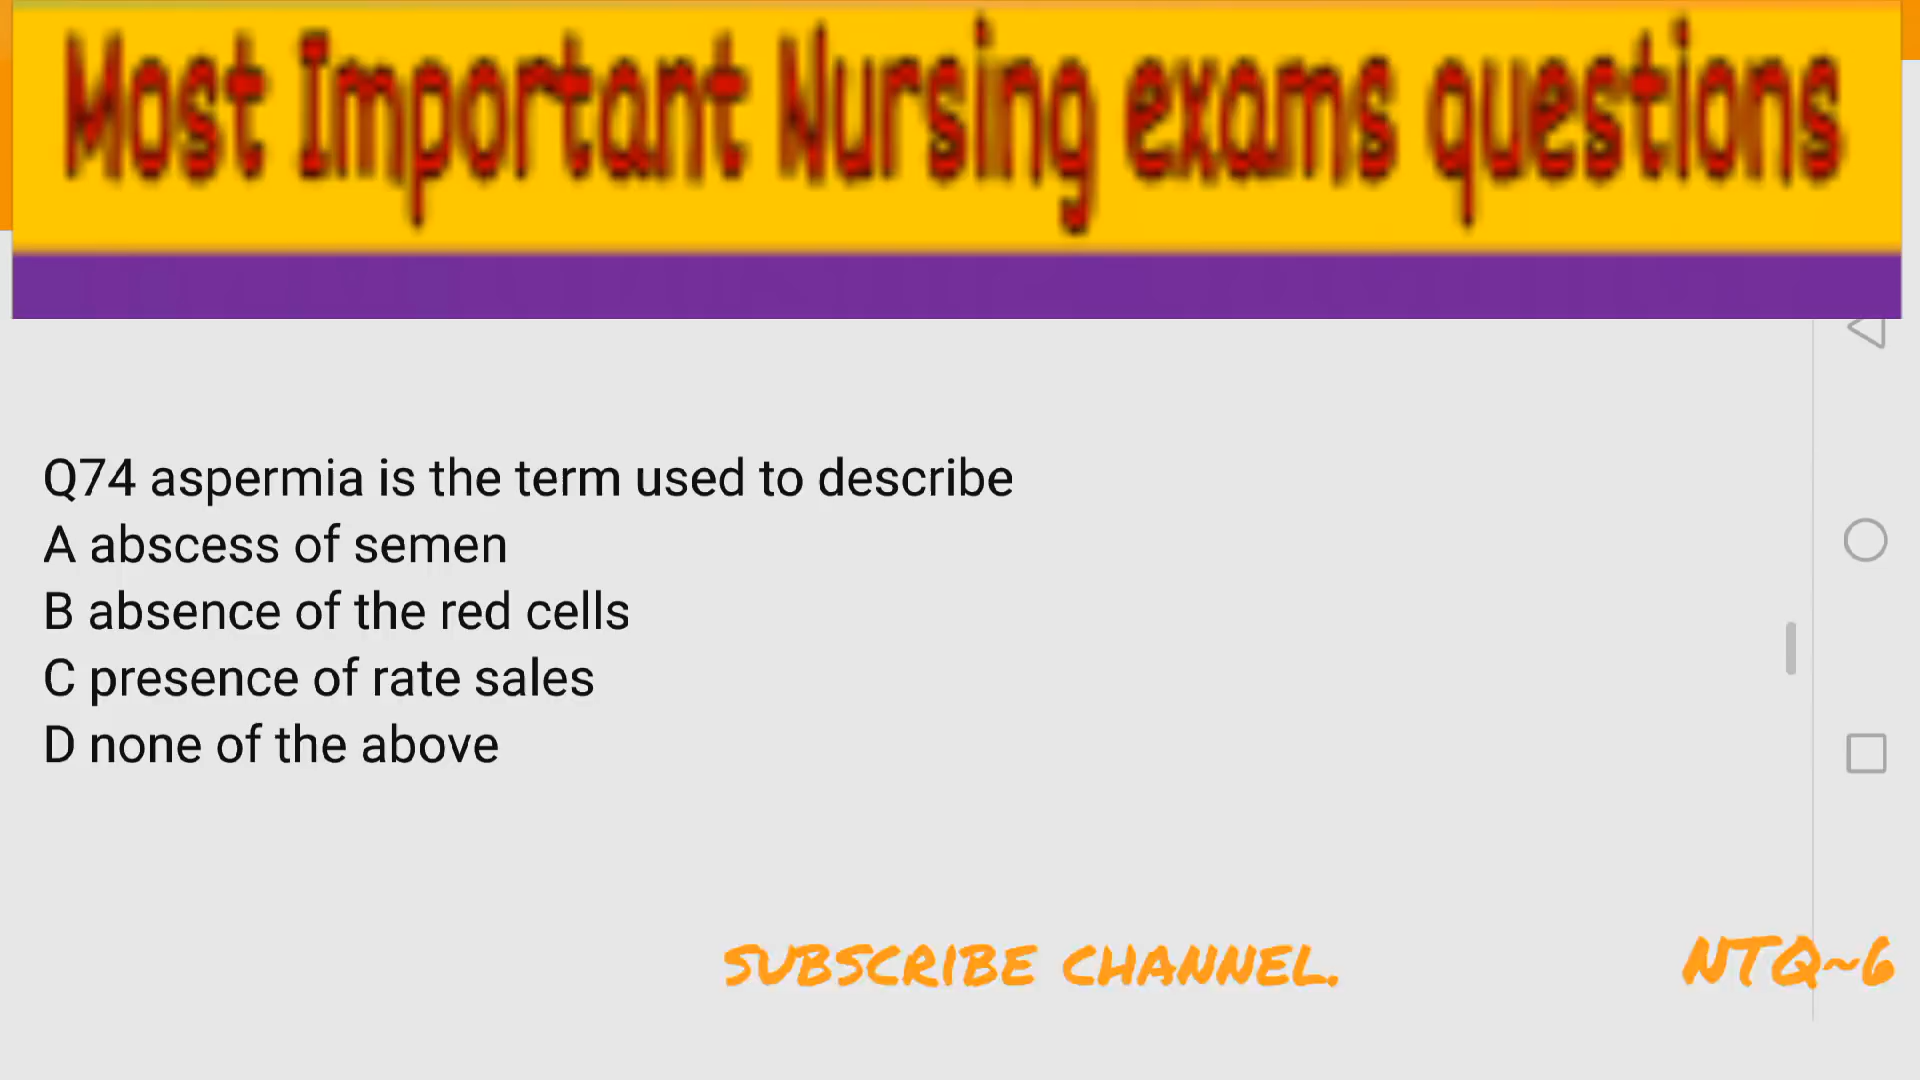 Most Important Nursing exams questions
Q74 aspermia is the term used to describe
A abscess of semen
B absence of the red cells
C presence of rate sales
D none of the above
SUBSCRIBE CHANNEL.
NTQ~6